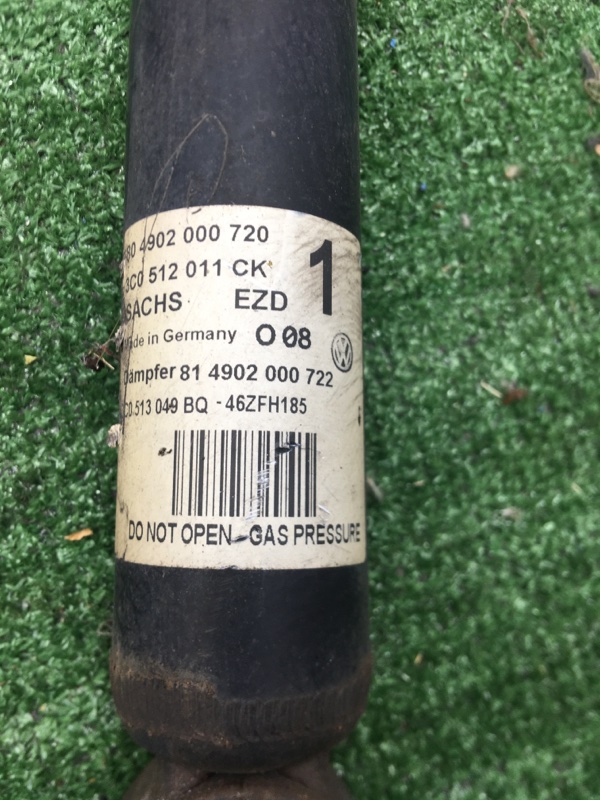 80 4902 000 720
3C0 512 011 CK
1
SACHS EZD
Made in Germany O 08
Dämpfer 81 4902 000 722
C0 513 049 BQ - 46ZFH185
DO NOT OPEN - GAS PRESSURE